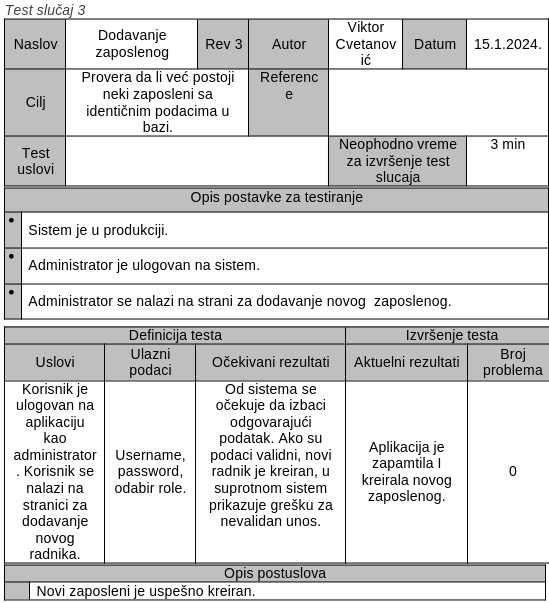 Test slučaj 3
Naslov
Dodavanje
zaposlenog
Rev 3
Autor
Viktor
Cvetanov
ić
Datum
15.1.2024.
Cilj
Provera da li već postoji
neki zaposleni sa
identičnim podacima u
bazi.
Referenc
e
Test
uslovi
Neophodno vreme
za izvršenje test
slucaja
3 min
Opis postavke za testiranje
• Sistem je u produkciji.
• Administrator je ulogovan na sistem.
• Administrator se nalazi na strani za dodavanje novog  zaposlenog.
Definicija testa
Izvršenje testa
Uslovi
Ulazni
podaci
Očekivani rezultati
Aktuelni rezultati
Broj
problema
Korisnik je
ulogovan na
aplikaciju
kao
administrator
. Korisnik se
nalazi na
stranici za
dodavanje
novog
radnika.
Username,
password,
odabir role.
Od sistema se
očekuje da izbaci
odgovarajući
podatak. Ako su
podaci validni, novi
radnik je kreiran, u
suprotnom sistem
prikazuje grešku za
nevalidan unos.
Aplikacija je
zapamtila I
kreirala novog
zaposlenog.
0
Opis postuslova
Novi zaposleni je uspešno kreiran.